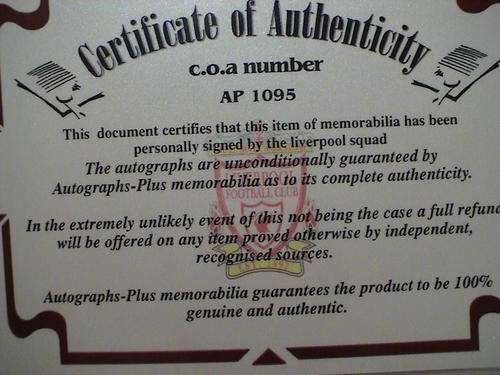 Certificate of Authenticity
c.o.a number
AP 1095
This document certifies that this item of memorabilia has been
personally signed by the liverpool squad
The autographs are unconditionally guaranteed by
Autographs-Plus memorabilia as to its complete authenticity.
LIVERPOOL
FOOTBALL CLUB
In the extremely unlikely event of this not being the case a full refund
will be offered on any item proved otherwise by independent,
recognised sources.
Autographs-Plus memorabilia guarantees the product to be 100%
genuine and authentic.